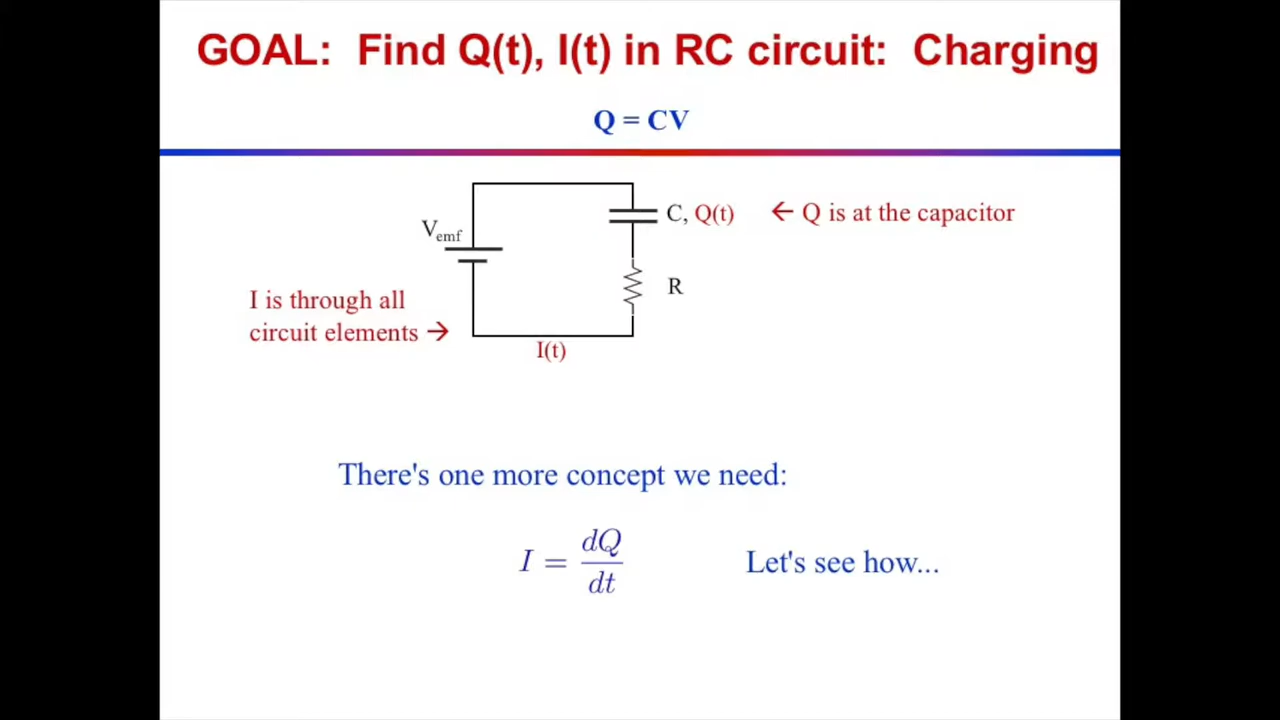 GOAL: Find Q(t), I(t) in RC circuit: Charging
Q = CV
C, Q(t) ← Q is at the capacitor
V_emf
R
I is through all
circuit elements →
I(t)
There's one more concept we need:
I = dQ/dt
Let's see how...